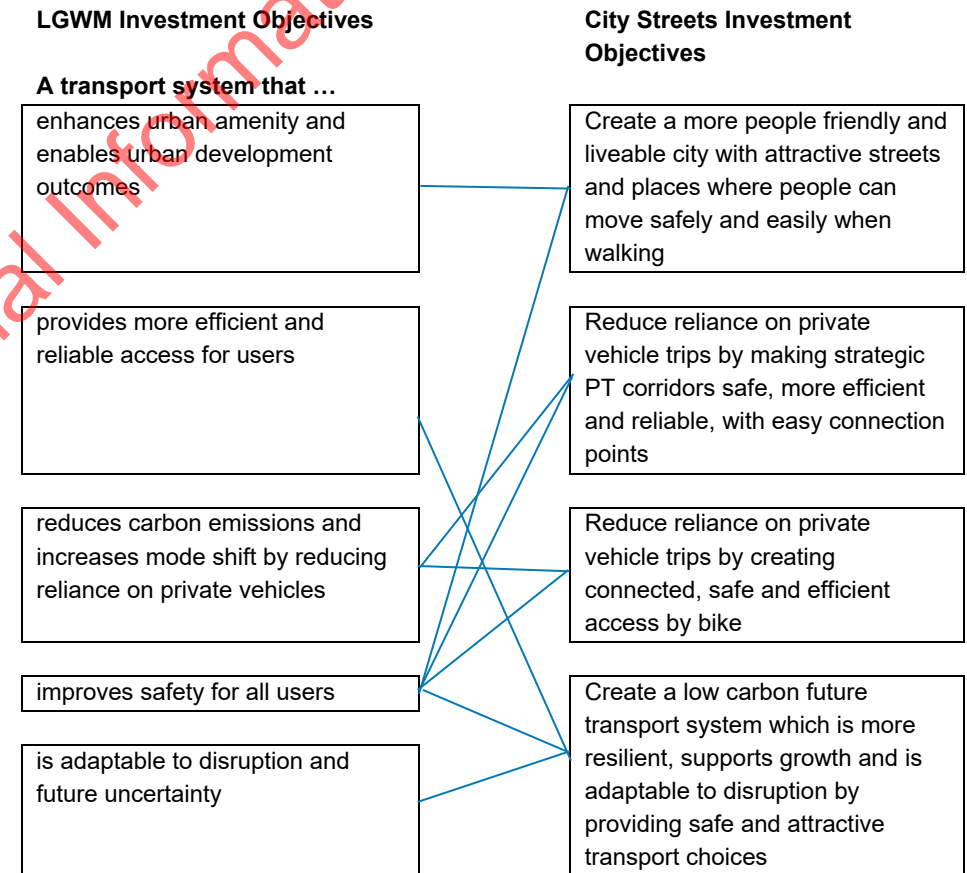 LGWM Investment Objectives
A transport system that …
enhances urban amenity and
enables urban development
outcomes
provides more efficient and
reliable access for users
reduces carbon emissions and
increases mode shift by reducing
reliance on private vehicles
improves safety for all users
is adaptable to disruption and
future uncertainty
City Streets Investment
Objectives
Create a more people friendly and
liveable city with attractive streets
and places where people can
move safely and easily when
walking
Reduce reliance on private
vehicle trips by making strategic
PT corridors safe, more efficient
and reliable, with easy connection
points
Reduce reliance on private
vehicle trips by creating
connected, safe and efficient
access by bike
Create a low carbon future
transport system which is more
resilient, supports growth and is
adaptable to disruption by
providing safe and attractive
transport choices